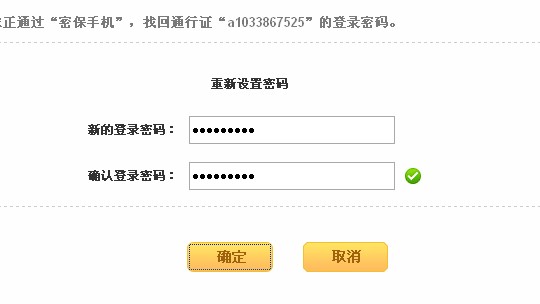 正通过“密保手机”，找回通行证“a1033867525”的登录密码。
重新设置密码
新的登录密码：●●●●●●●●●
确认登录密码：●●●●●●●●●
确定 取消